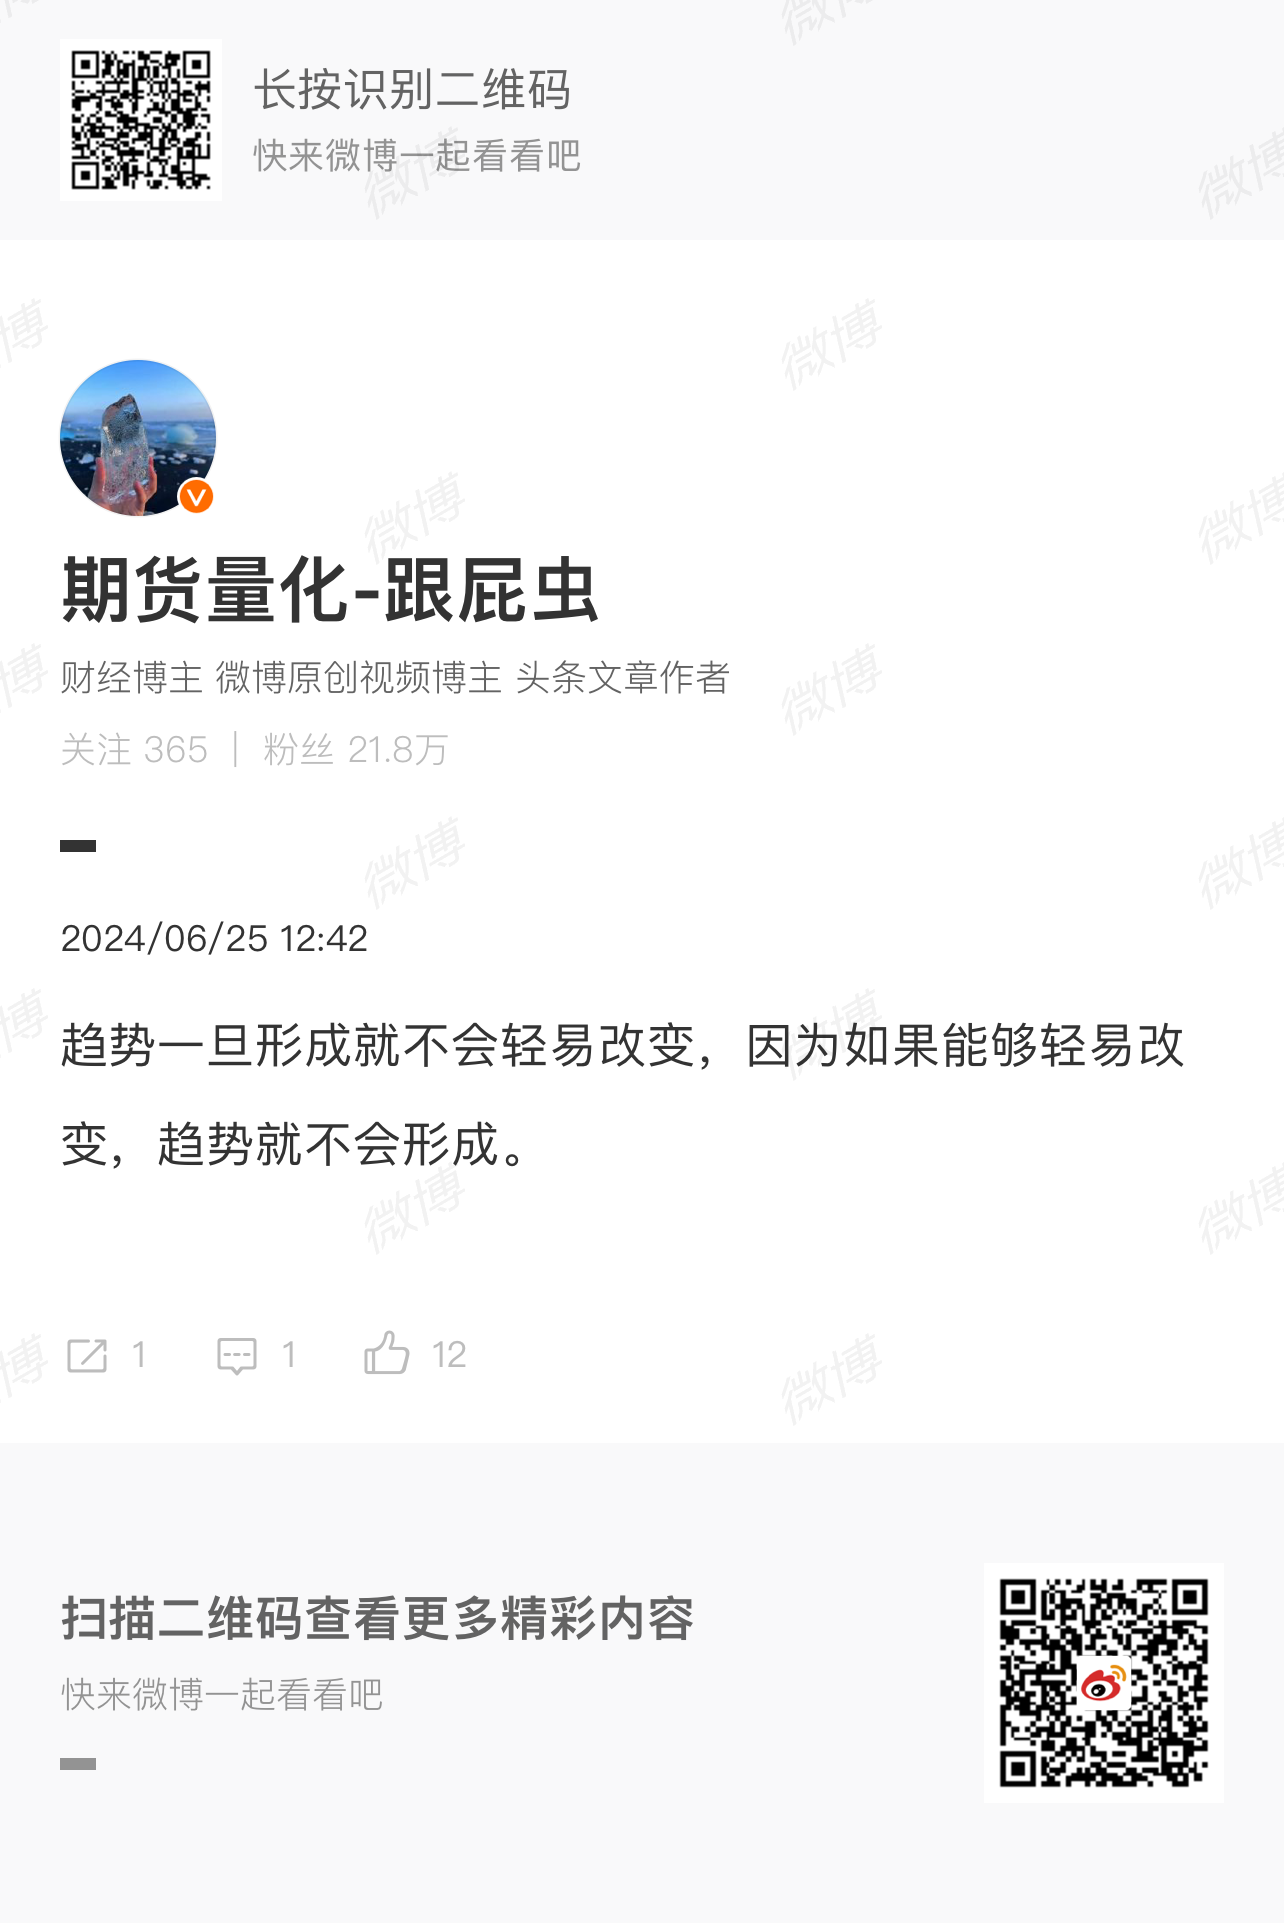 长按识别二维码
快来微博一起看看吧
期货量化-跟屁虫
财经博主 微博原创视频博主 头条文章作者
关注 365 | 粉丝 21.8万
2024/06/25 12:42
趋势一旦形成就不会轻易改变，因为如果能够轻易改
变，趋势就不会形成。
1 1 12
扫描二维码查看更多精彩内容
快来微博一起看看吧
微博